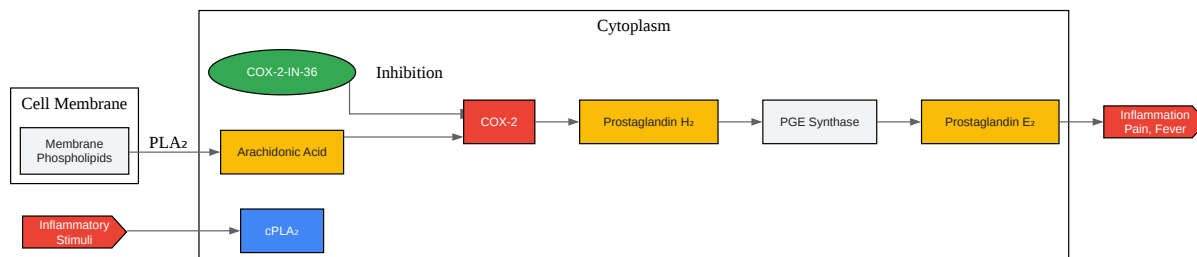 Cytoplasm
COX-2-IN-36
Inhibition
Cell Membrane
Membrane
Phospholipids
PLA₂
Arachidonic Acid
COX-2
Prostaglandin H₂
PGE Synthase
Prostaglandin E₂
Inflammation
Pain, Fever
Inflammatory
Stimuli
cPLA₂